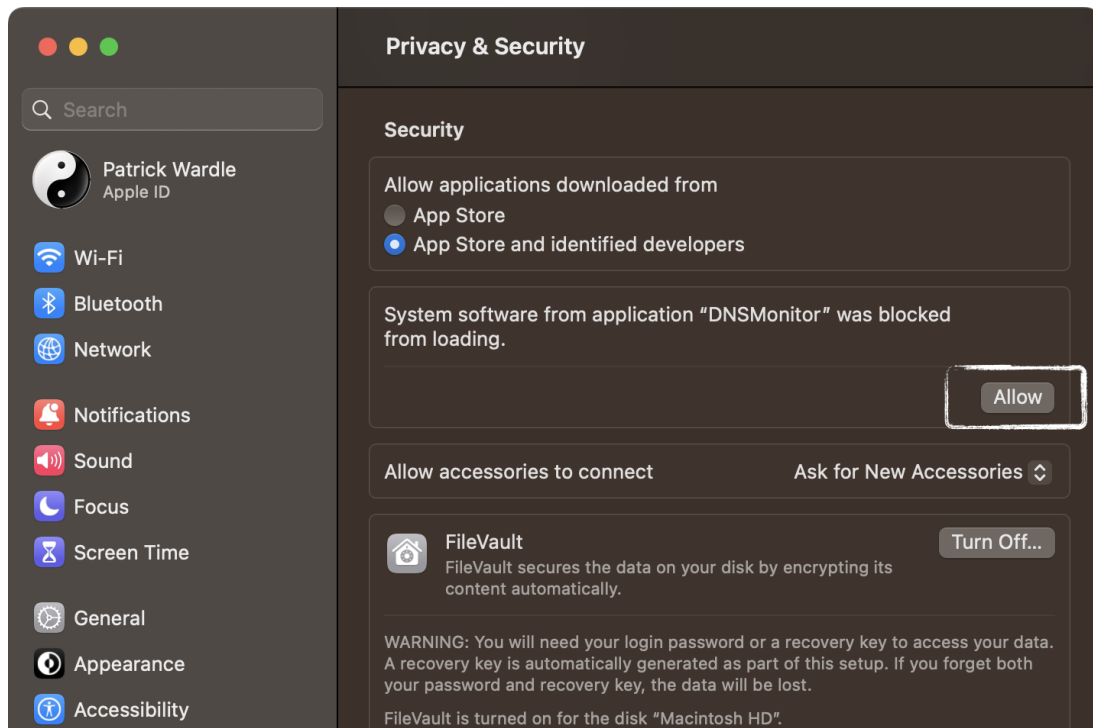 Privacy & Security
Search
Patrick Wardle
Apple ID
Wi-Fi
Bluetooth
Network
Notifications
Sound
Focus
Screen Time
General
Appearance
Accessibility
Security
Allow applications downloaded from
App Store
App Store and identified developers
System software from application “DNSMonitor” was blocked
from loading.
Allow
Allow accessories to connect
Ask for New Accessories
FileVault
Turn Off...
FileVault secures the data on your disk by encrypting its
content automatically.
WARNING: You will need your login password or a recovery key to access your data.
A recovery key is automatically generated as part of this setup. If you forget both
your password and recovery key, the data will be lost.
FileVault is turned on for the disk “Macintosh HD”.